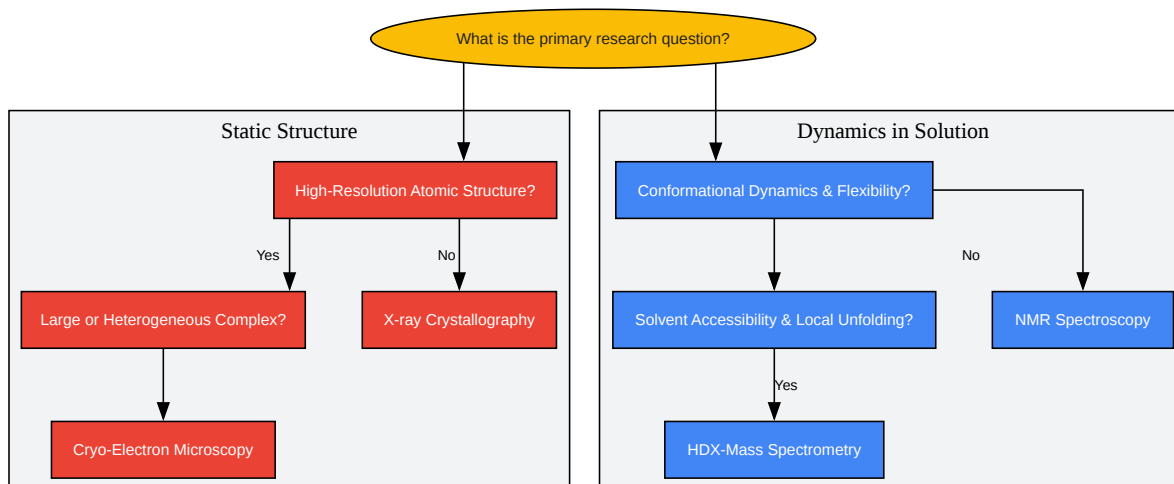 What is the primary research question?
Static Structure
High-Resolution Atomic Structure?
Yes
No
Large or Heterogeneous Complex?
X-ray Crystallography
Cryo-Electron Microscopy
Dynamics in Solution
Conformational Dynamics & Flexibility?
No
Solvent Accessibility & Local Unfolding?
NMR Spectroscopy
Yes
HDX-Mass Spectrometry